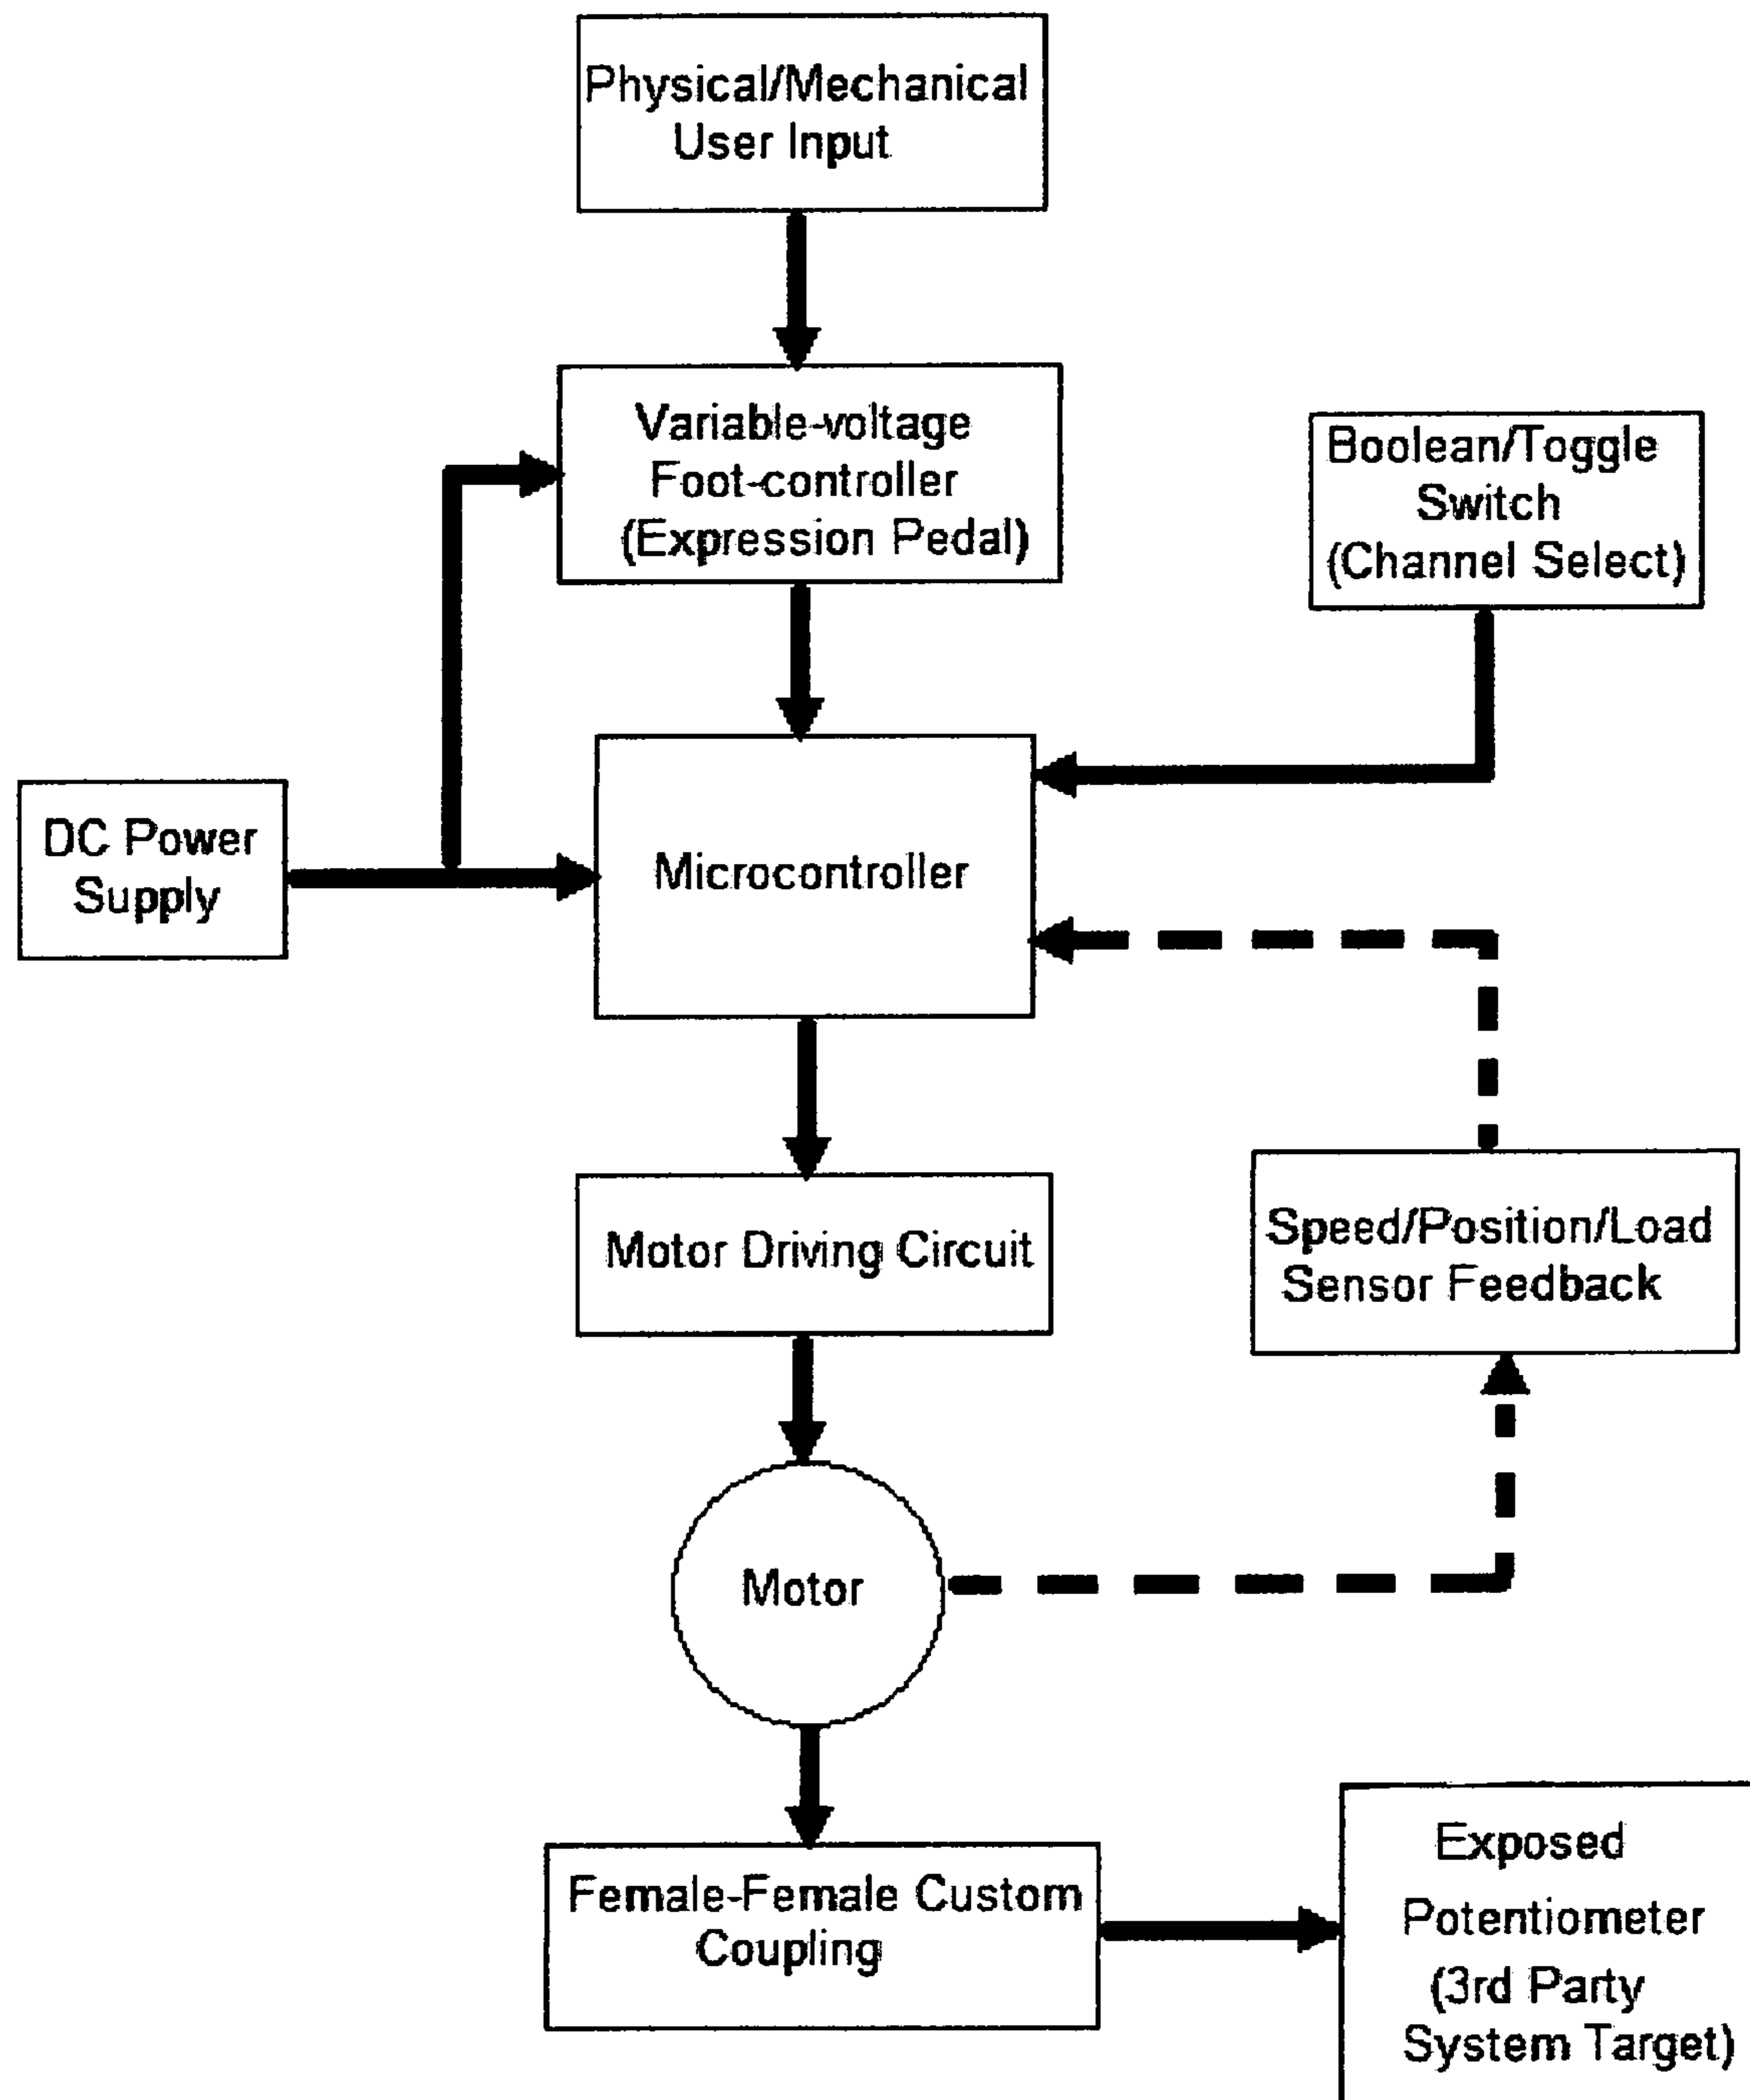 Physical/Mechanical
User Input
Variable-voltage
Foot-controller
(Expression Pedal)
Boolean/Toggle
Switch
(Channel Select)
DC Power
Supply
Microcontroller
Motor Driving Circuit
Speed/Position/Load
Sensor Feedback
Motor
Female-Female Custom
Coupling
Exposed
Potentiometer
(3rd Party
System Target)